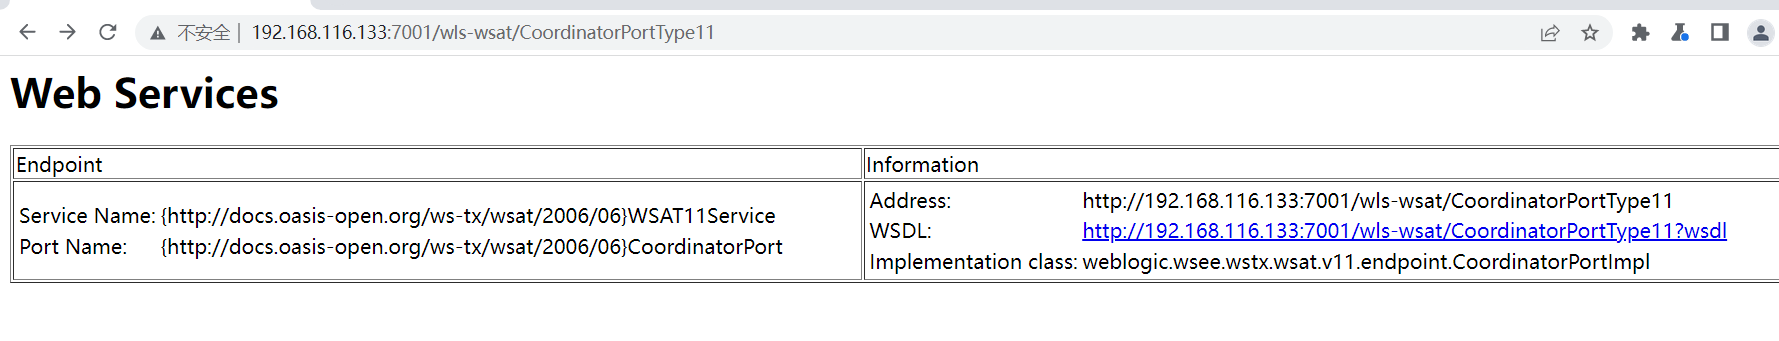 不安全 | 192.168.116.133:7001/wls-wsat/CoordinatorPortType11
Web Services
Endpoint
Information
Service Name: {http://docs.oasis-open.org/ws-tx/wsat/2006/06}WSAT11Service
Port Name: {http://docs.oasis-open.org/ws-tx/wsat/2006/06}CoordinatorPort
Address: http://192.168.116.133:7001/wls-wsat/CoordinatorPortType11
WSDL: http://192.168.116.133:7001/wls-wsat/CoordinatorPortType11?wsdl
Implementation class: weblogic.wsee.wstx.wsat.v11.endpoint.CoordinatorPortImpl